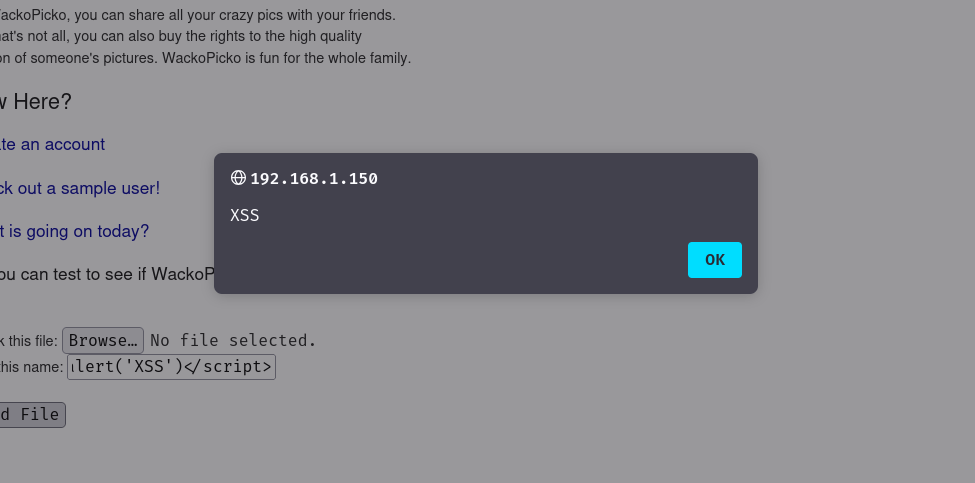 ackoPicko, you can share all your crazy pics with your friends.
at's not all, you can also buy the rights to the high quality
on of someone's pictures. WackoPicko is fun for the whole family.
w Here?
te an account
ck out a sample user!
t is going on today?
ou can test to see if WackoP
192.168.1.150
XSS
OK
k this file: Browse… No file selected.
this name: lert('XSS')</script>
d File